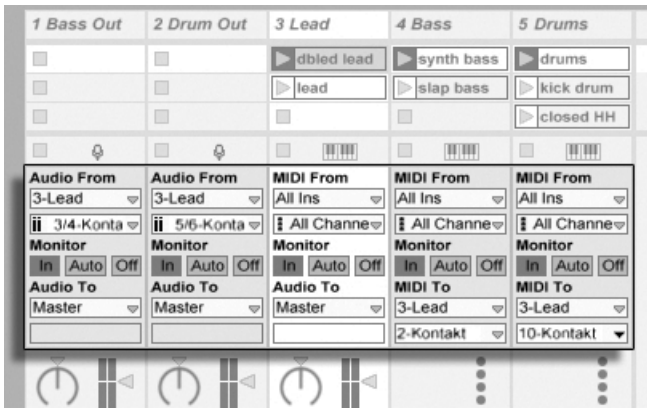 1 Bass Out 2 Drum Out 3 Lead 4 Bass 5 Drums
dbled lead synth bass drums
lead slap bass kick drum
closed HH
Audio From Audio From MIDI From MIDI From MIDI From
3-Lead 3-Lead All Ins All Ins All Ins
3/4-Konta 5/6-Konta All Channe All Channe All Channe
Monitor Monitor Monitor Monitor Monitor
In Auto Off In Auto Off In Auto Off In Auto Off In Auto Off
Audio To Audio To Audio To MIDI To MIDI To
Master Master Master 3-Lead 3-Lead
2-Kontakt 10-Kontakt